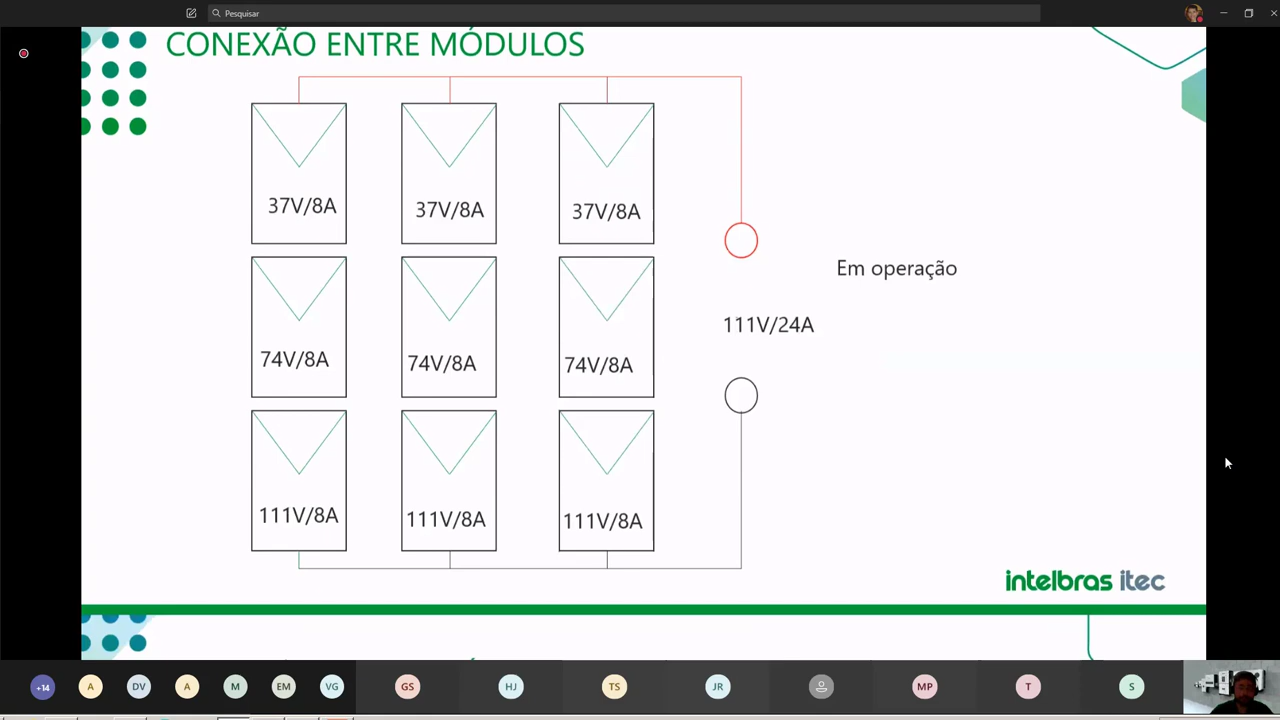 Pesquisar
CONEXÃO ENTRE MÓDULOS
37V/8A 37V/8A 37V/8A
Em operação
111V/24A
74V/8A 74V/8A 74V/8A
111V/8A 111V/8A 111V/8A
intelbras itec
+14 A DV A M EM VG GS HJ TS JR MP T S